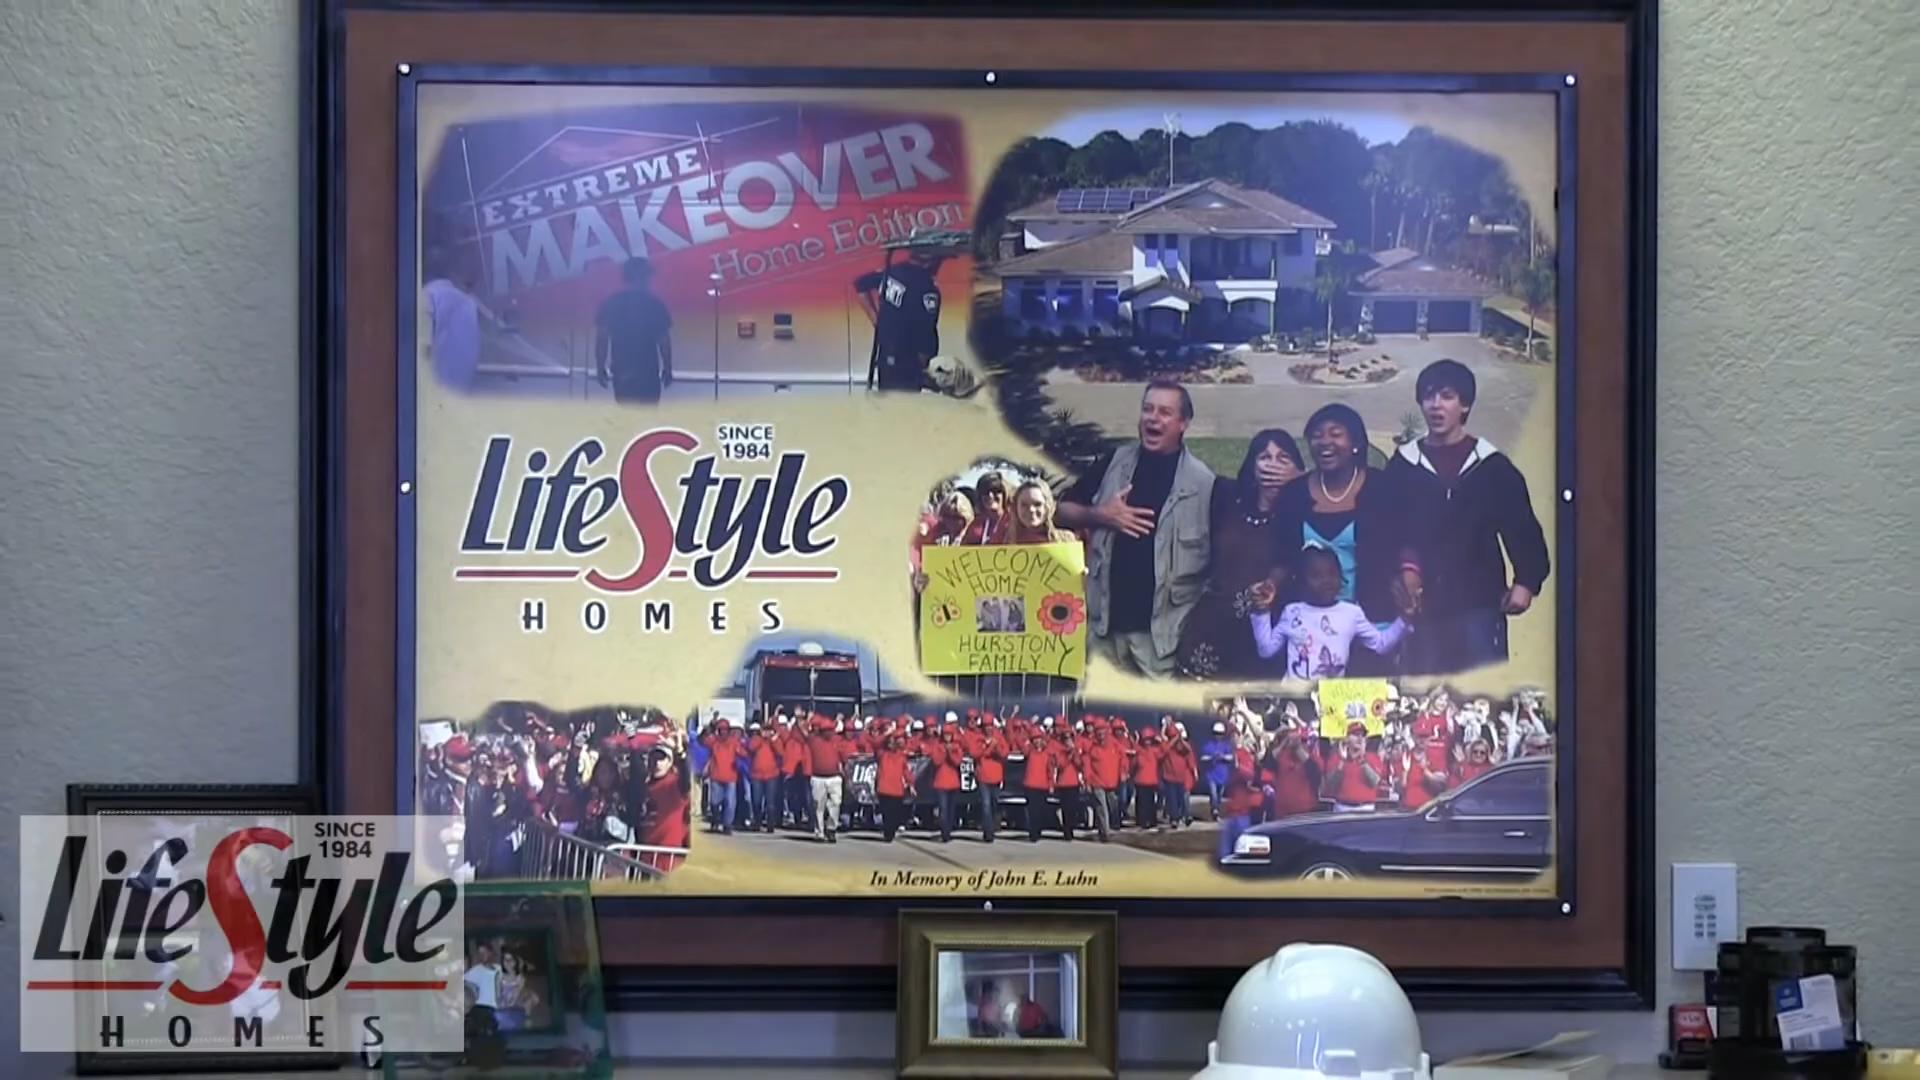 EXTREME
MAKEOVER
Home Edition
SINCE
1984
LifeStyle
HOMES
WELCOME
HOME
HURSTON
FAMILY
In Memory of John E. Luhn
SINCE
1984
LifeStyle
HOMES